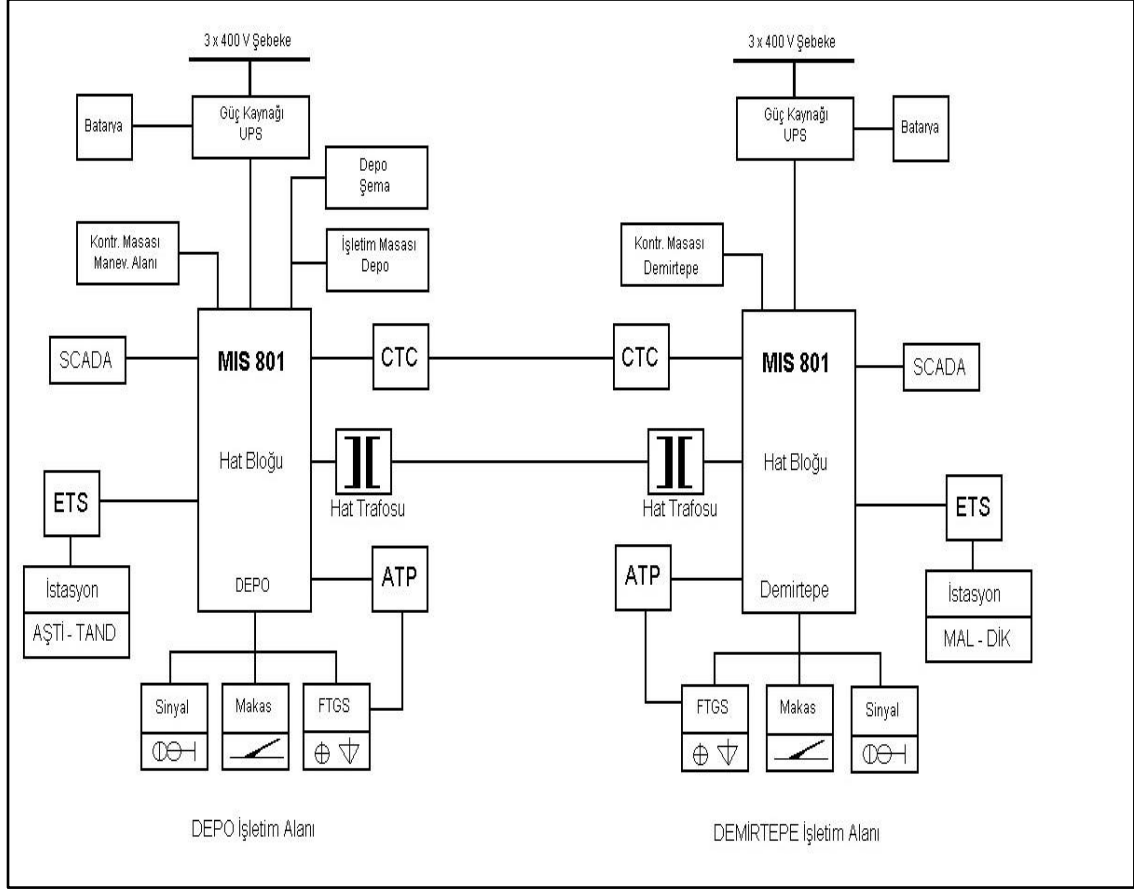 3 x 400 V Şebeke
Güç Kaynağı
UPS
Batarya
Depo
Şema
Kontr. Masası
Manev. Alanı
İşletim Masası
Depo
SCADA
MIS 801
CTC
Hat Bloğu
Hat Trafosu
ETS
İstasyon
AŞTİ - TAND
DEPO
ATP
Sinyal
Makas
FTGS
DEPO İşletim Alanı
3 x 400 V Şebeke
Güç Kaynağı
UPS
Batarya
Kontr. Masası
Demirtepe
CTC
MIS 801
SCADA
Hat Bloğu
Hat Trafosu
ETS
İstasyon
MAL - DİK
ATP
Demirtepe
FTGS
Makas
Sinyal
DEMİRTEPE İşletim Alanı